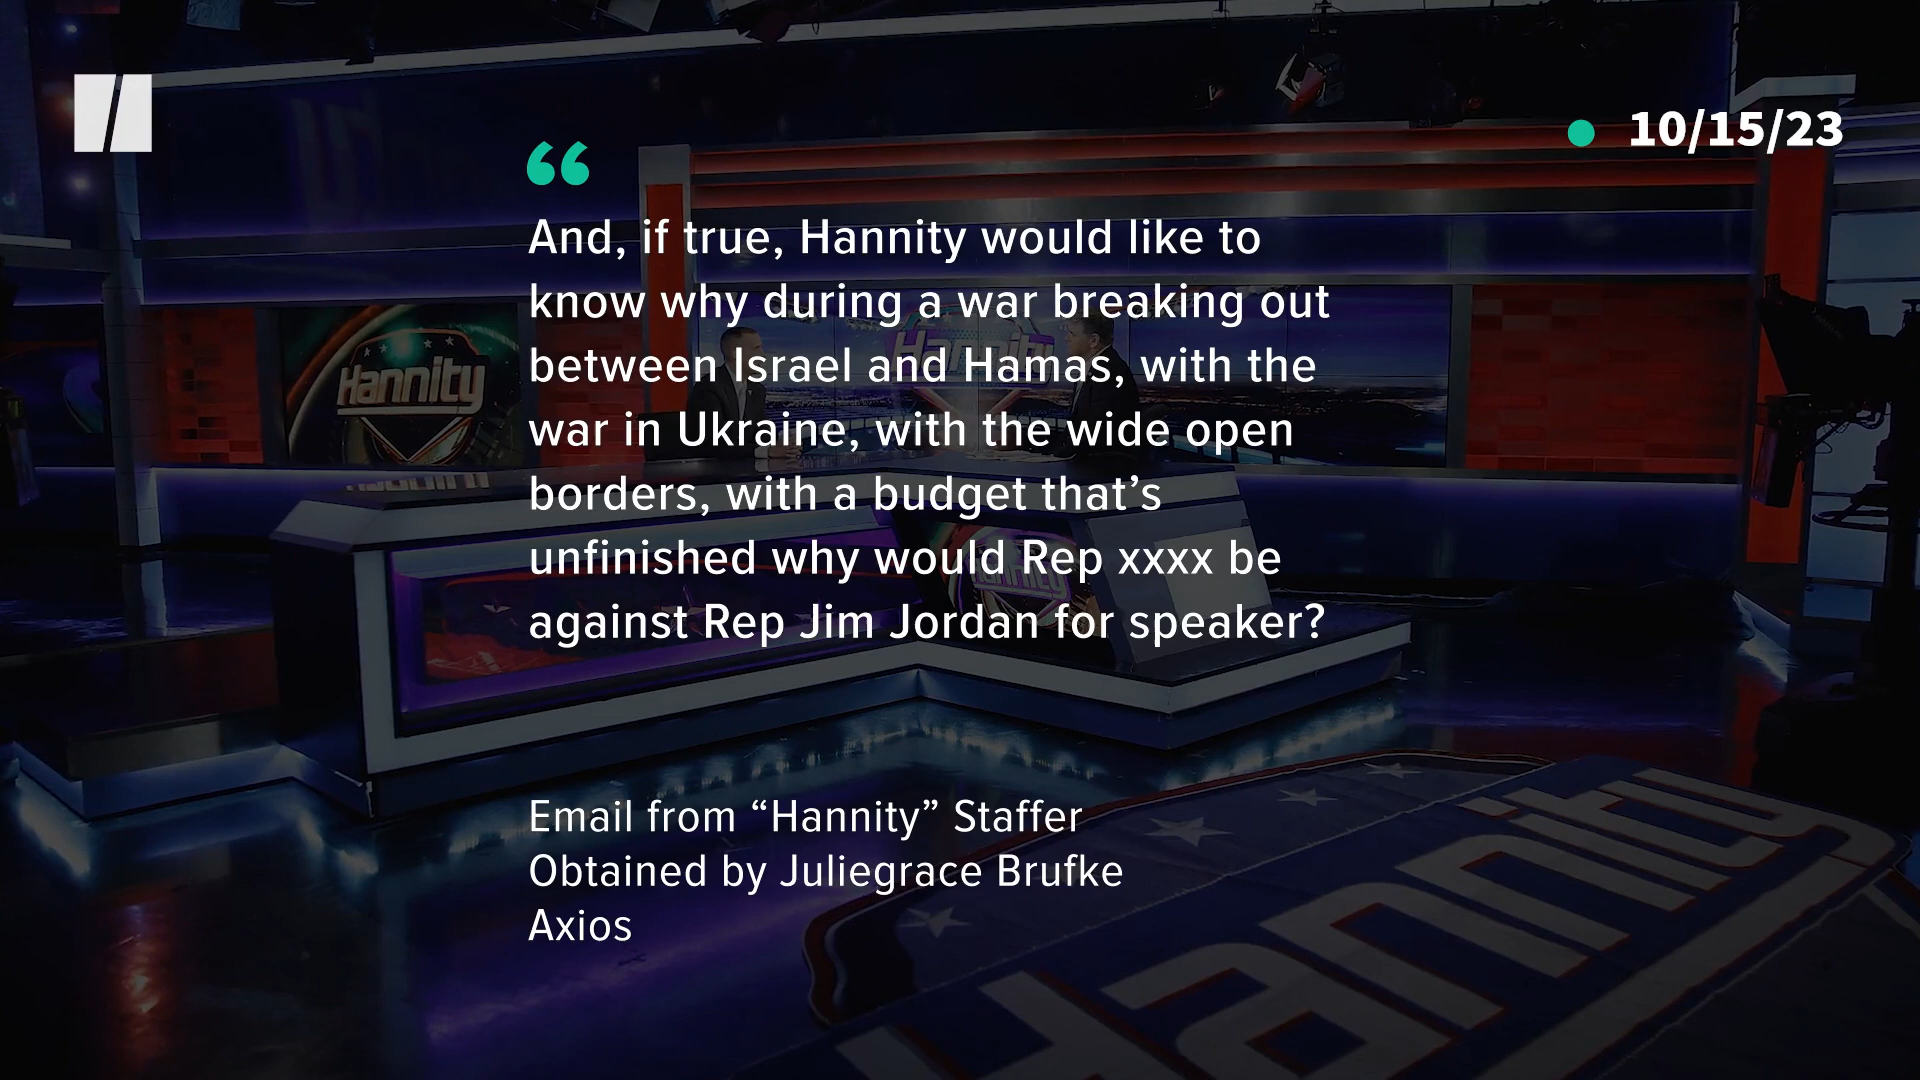 10/15/23
“
And, if true, Hannity would like to
know why during a war breaking out
between Israel and Hamas, with the
war in Ukraine, with the wide open
borders, with a budget that’s
unfinished why would Rep xxxx be
against Rep Jim Jordan for speaker?
Email from “Hannity” Staffer
Obtained by Juliegrace Brufke
Axios
Hannity
Hannity
Hannity
Hannity